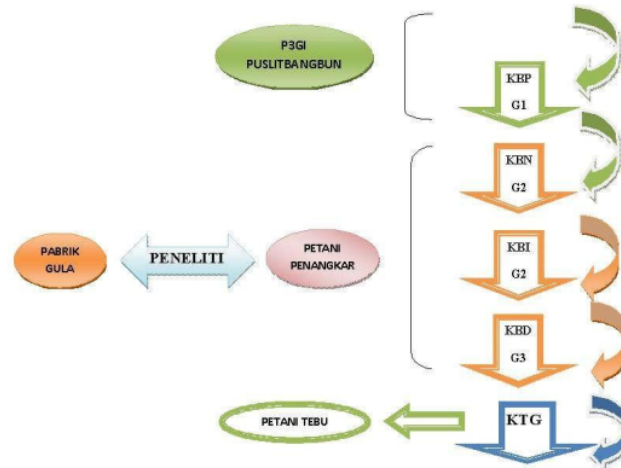 P3GI
PUSLITBANGBUN
KBP
G1
KBN
G2
PABRIK
GULA
PENELITI
PETANI
PENANGKAR
KBI
G2
KBD
G3
PETANI TEBU
KTG